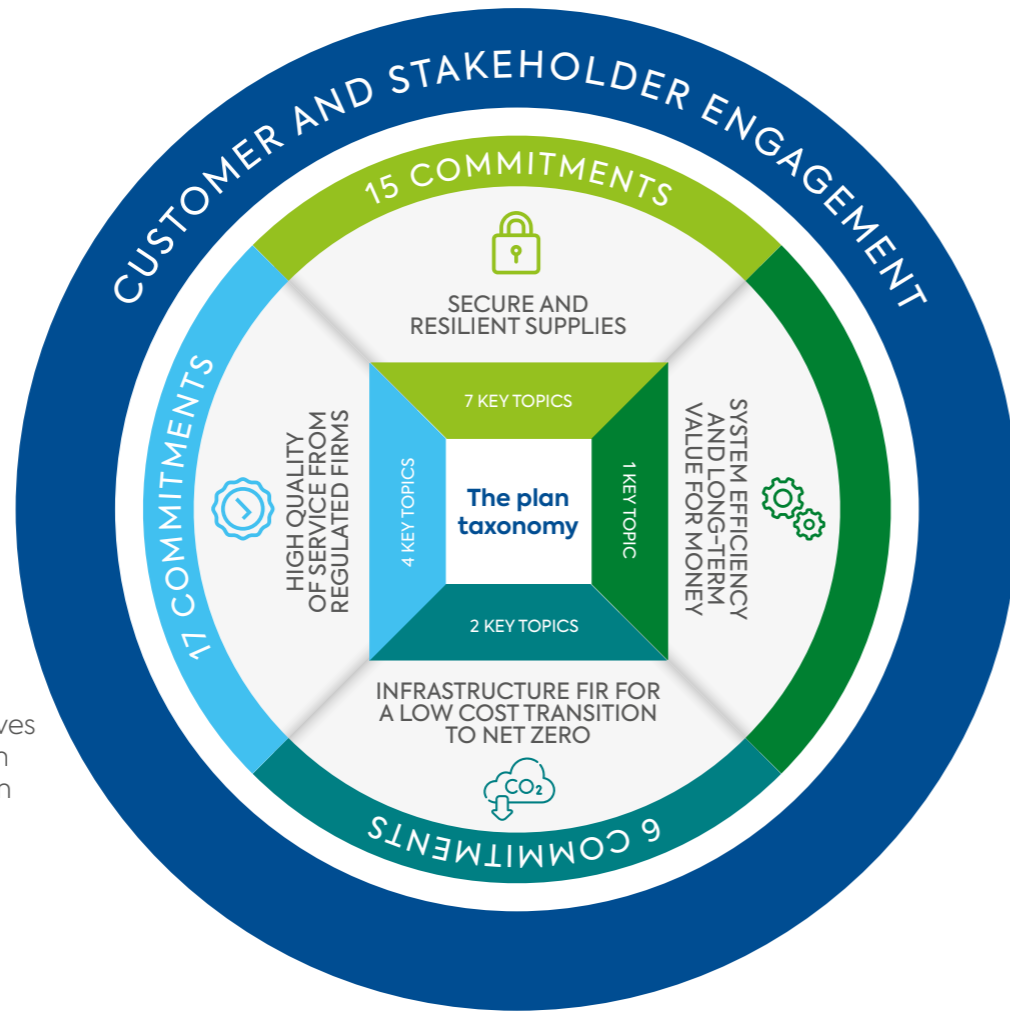 CUSTOMER AND STAKEHOLDER ENGAGEMENT
15 COMMITMENTS
SECURE AND
RESILIENT SUPPLIES
7 KEY TOPICS
17 COMMITMENTS
HIGH QUALITY
OF SERVICE FROM
REGULATED FIRMS
4 KEY TOPICS
The plan
taxonomy
1 KEY TOPIC
SYSTEM EFFICIENCY
AND LONG-TERM
VALUE FOR MONEY
2 KEY TOPICS
INFRASTRUCTURE FIR FOR
A LOW COST TRANSITION
TO NET ZERO
CO₂
6 COMMITMENTS